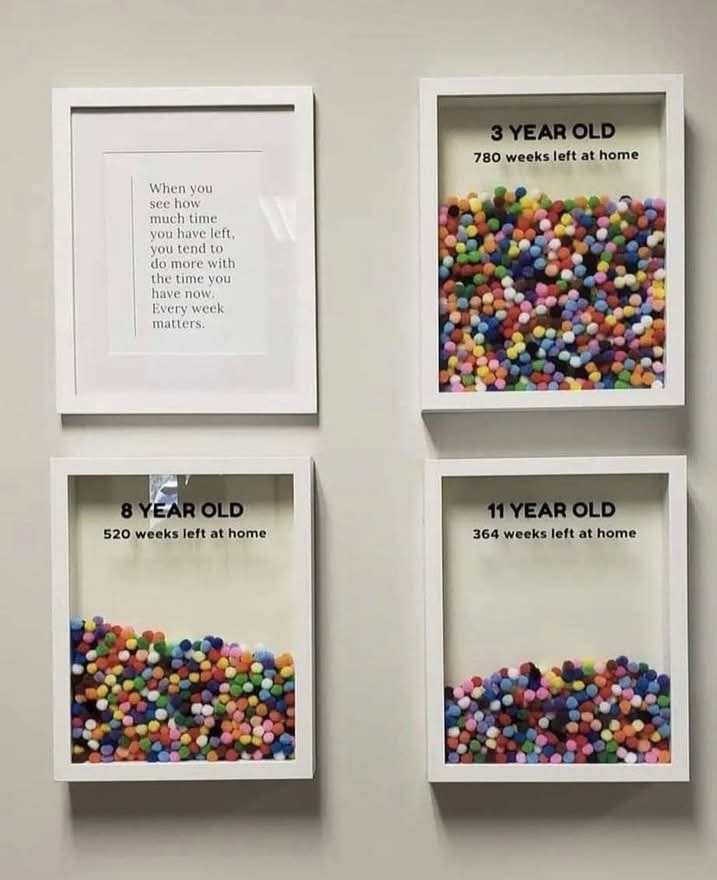 When you
see how
much time
you have left,
you tend to
do more with
the time you
have now.
Every week
matters.
3 YEAR OLD
780 weeks left at home
8 YEAR OLD
520 weeks left at home
11 YEAR OLD
364 weeks left at home